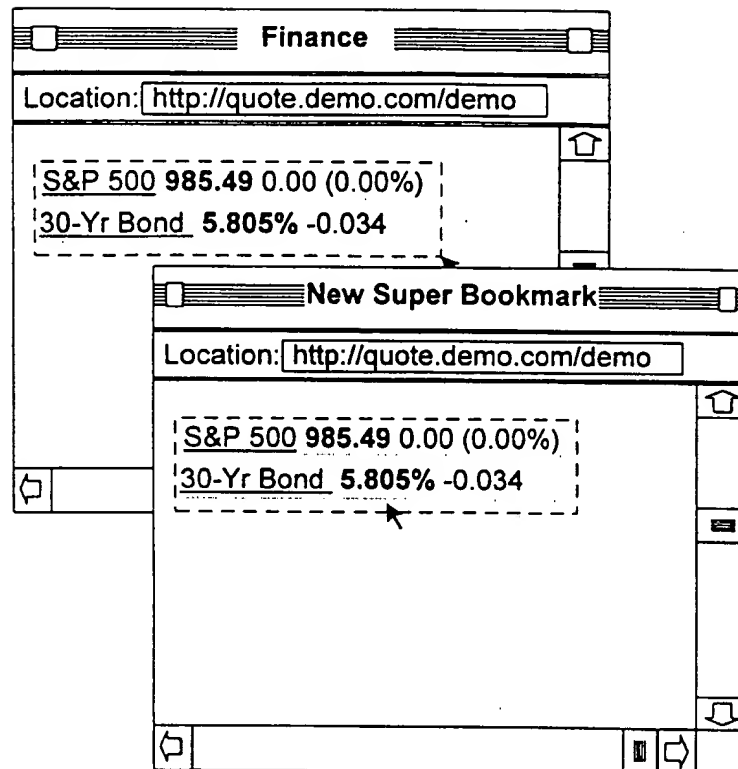 Finance
Location: http://quote.demo.com/demo
S&P 500 985.49 0.00 (0.00%)
30-Yr Bond 5.805% -0.034
New Super Bookmark
Location: http://quote.demo.com/demo
S&P 500 985.49 0.00 (0.00%)
30-Yr Bond 5.805% -0.034